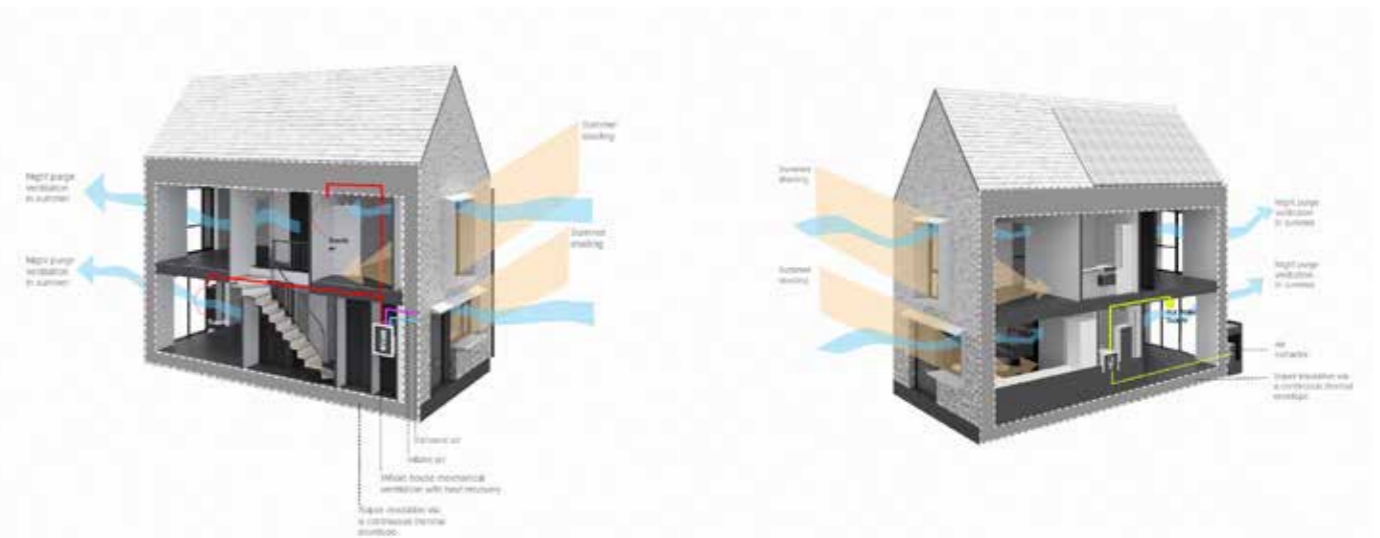 Night purge
ventilation
in summer
Night purge
ventilation
in summer
Summer
shading
Summer
shading
air
Exhaust air
Intake air
Whole house mechanical
ventilation with heat recovery
Super insulation via
a continuous thermal
envelope.
Summer
shading
Summer
shading
Night purge
ventilation
in summer
Night purge
ventilation
in summer
Air
Super insulation via
a continuous thermal
envelope.